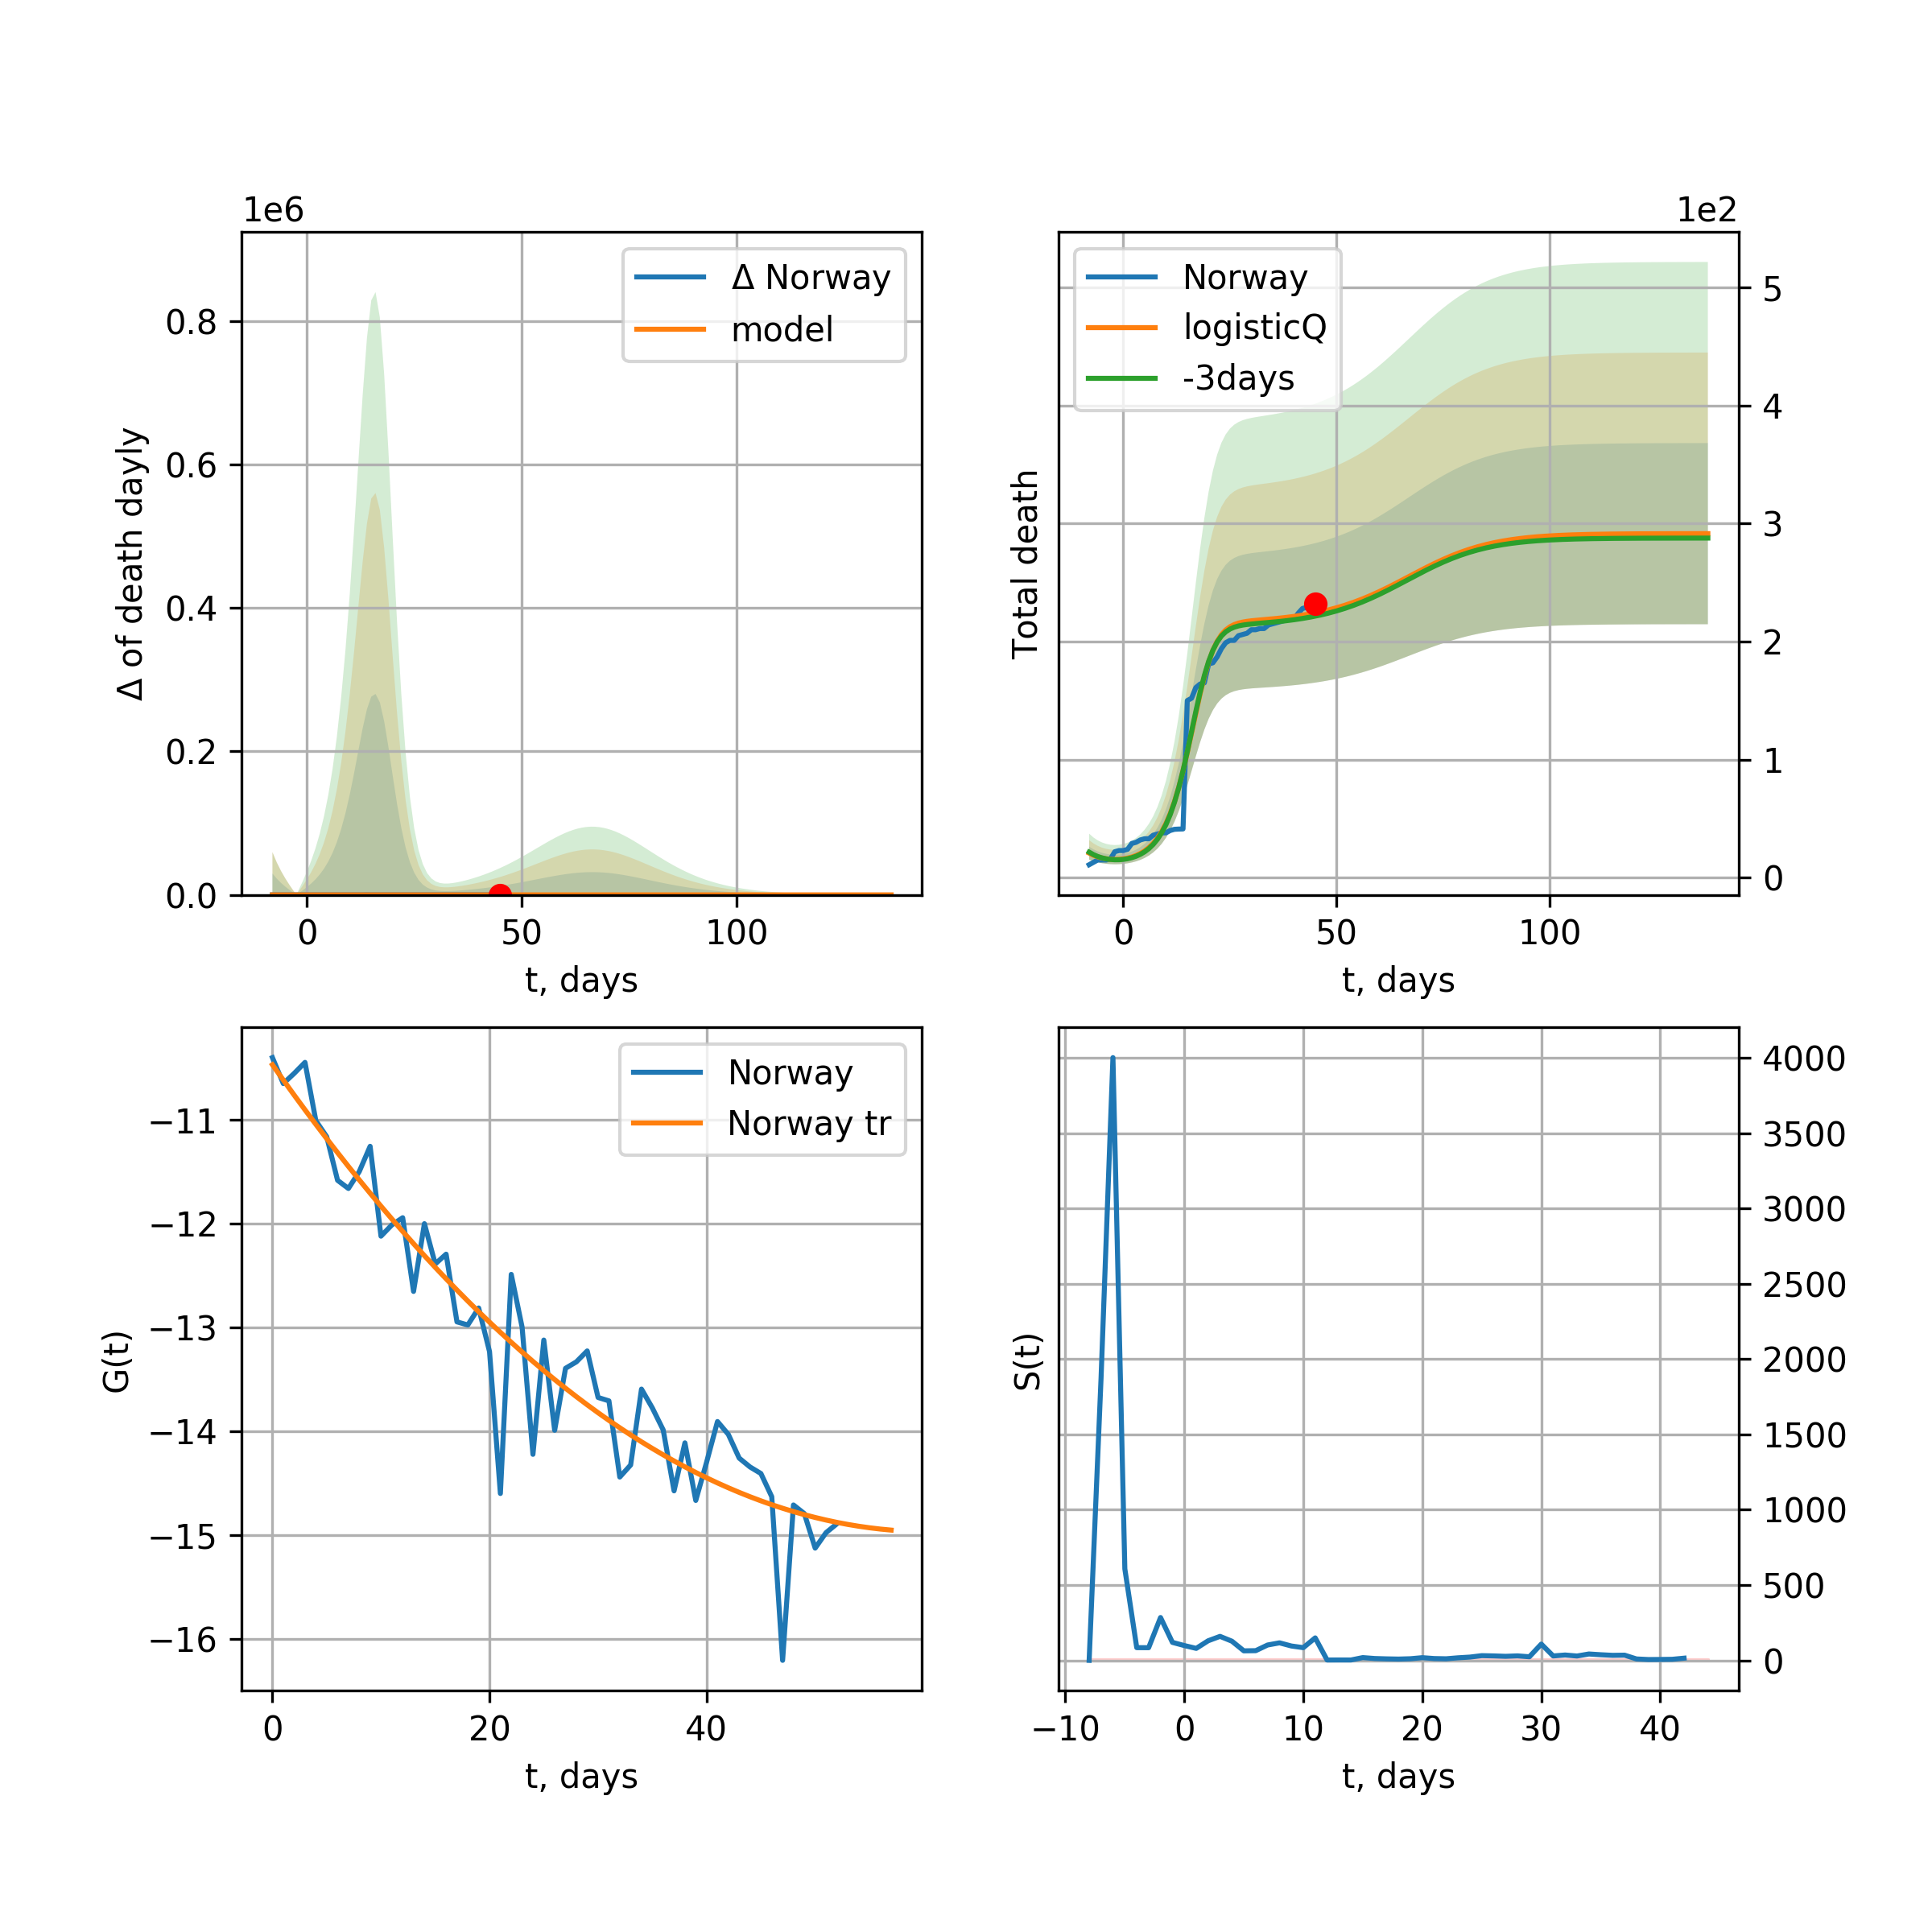 1e6
Δ Norway
model
0.8
0.6
0.4
0.2
0.0
Δ of death dayly
0
50
100
t, days
1e2
Norway
logisticQ
-3days
5
4
3
2
1
0
Total death
0
50
100
t, days
Norway
Norway tr
−11
−12
−13
−14
−15
−16
G(t)
0
20
40
t, days
4000
3500
3000
2500
2000
1500
1000
500
0
S(t)
−10
0
10
20
30
40
t, days